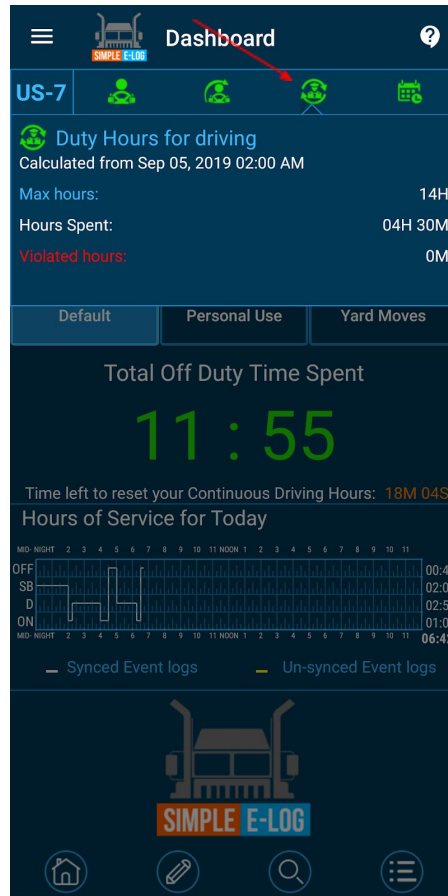 Dashboard
SIMPLE E-LOG
US-7
Duty Hours for driving
Calculated from Sep 05, 2019 02:00 AM
Max hours: 14H
Hours Spent: 04H 30M
Violated hours: 0M
Default Personal Use Yard Moves
Total Off Duty Time Spent
11 : 55
Time left to reset your Continuous Driving Hours: 18M 04S
Hours of Service for Today
MID- NIGHT 2 3 4 5 6 7 8 9 10 11 NOON 1 2 3 4 5 6 7 8 9 10 11
OFF 00:4
SB 02:0
D 02:5
ON 01:0
MID- NIGHT 2 3 4 5 6 7 8 9 10 11 NOON 1 2 3 4 5 6 7 8 9 10 11 06:4
Synced Event logs Un-synced Event logs
SIMPLE E-LOG